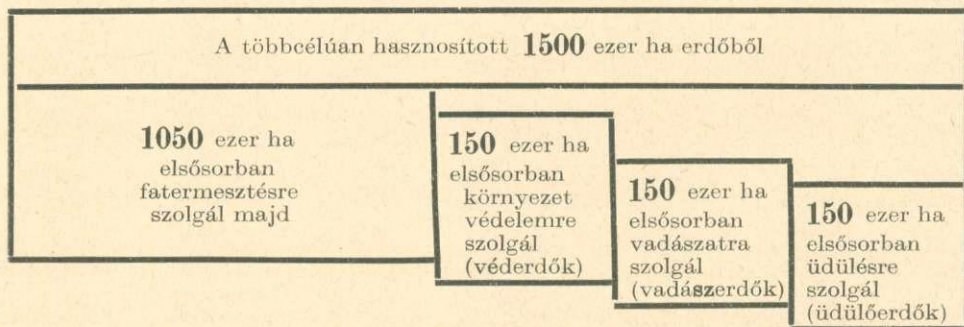 A többcélúan hasznosított 1500 ezer ha erdőből
1050 ezer ha
elsősorban
fatermesztésre
szolgál majd
150 ezer ha
elsősorban
környezet
védelemre
szolgál
(véderdők)
150 ezer ha
elsősorban
vadászatra
szolgál
(vadászerdők)
150 ezer ha
elsősorban
üdülésre
szolgál
(üdülőerdők)